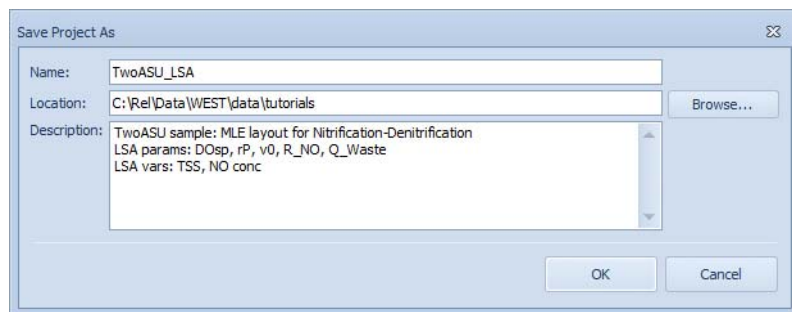 Save Project As
Name: TwoASU_LSA
Location: C:\Rel\Data\WEST\data\tutorials Browse...
Description: TwoASU sample: MLE layout for Nitrification-Denitrification
LSA params: DOsp, rP, v0, R_NO, Q_Waste
LSA vars: TSS, NO conc
OK Cancel